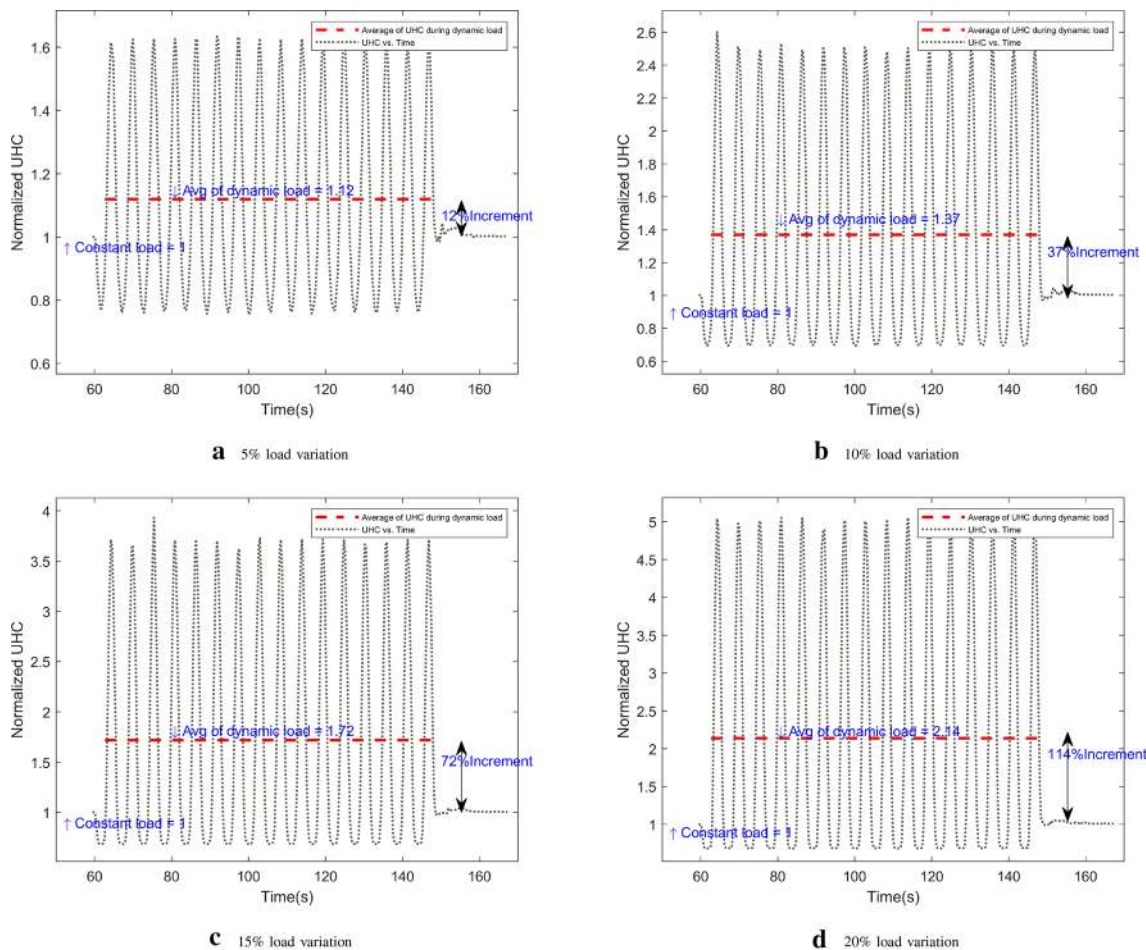 1.6
1.4
1.2
1
0.8
0.6
Normalized UHC
Average of UHC during dynamic load
UHC vs. Time
↓ Avg of dynamic load = 1.12
12%Increment
↑ Constant load = 1
60 80 100 120 140 160
Time(s)
a 5% load variation
2.6
2.4
2.2
2
1.8
1.6
1.4
1.2
1
0.8
0.6
Normalized UHC
Average of UHC during dynamic load
UHC vs. Time
↓ Avg of dynamic load = 1.37
37%Increment
↑ Constant load = 1
60 80 100 120 140 160
Time(s)
b 10% load variation
4
3.5
3
2.5
2
1.5
1
Normalized UHC
Average of UHC during dynamic load
UHC vs. Time
↓ Avg of dynamic load = 1.72
72%Increment
↑ Constant load = 1
60 80 100 120 140 160
Time(s)
c 15% load variation
5
4.5
4
3.5
3
2.5
2
1.5
1
Normalized UHC
Average of UHC during dynamic load
UHC vs. Time
↓ Avg of dynamic load = 2.14
114%Increment
↑ Constant load = 1
60 80 100 120 140 160
Time(s)
d 20% load variation